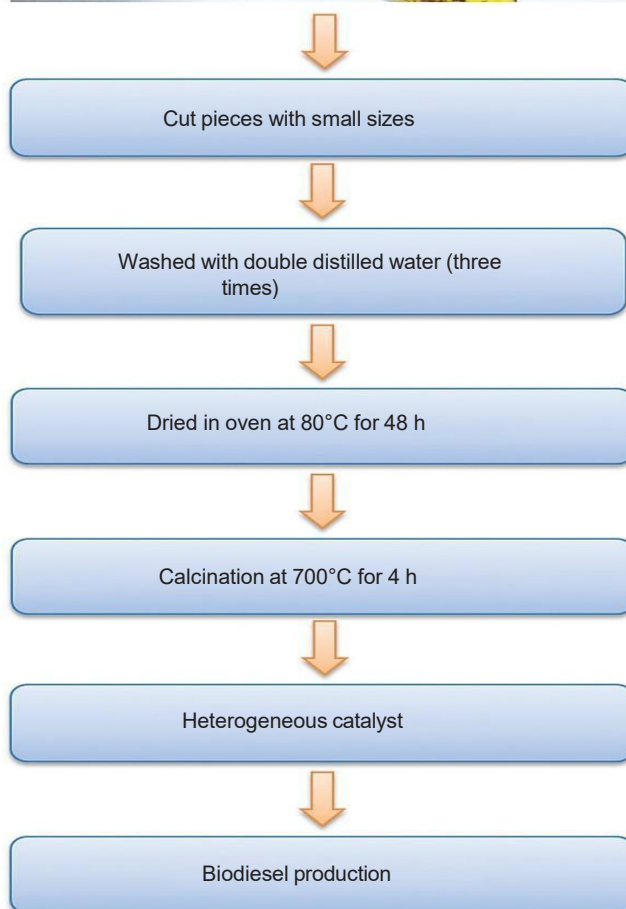 Cut pieces with small sizes
Washed with double distilled water (three
times)
Dried in oven at 80°C for 48 h
Calcination at 700°C for 4 h
Heterogeneous catalyst
Biodiesel production